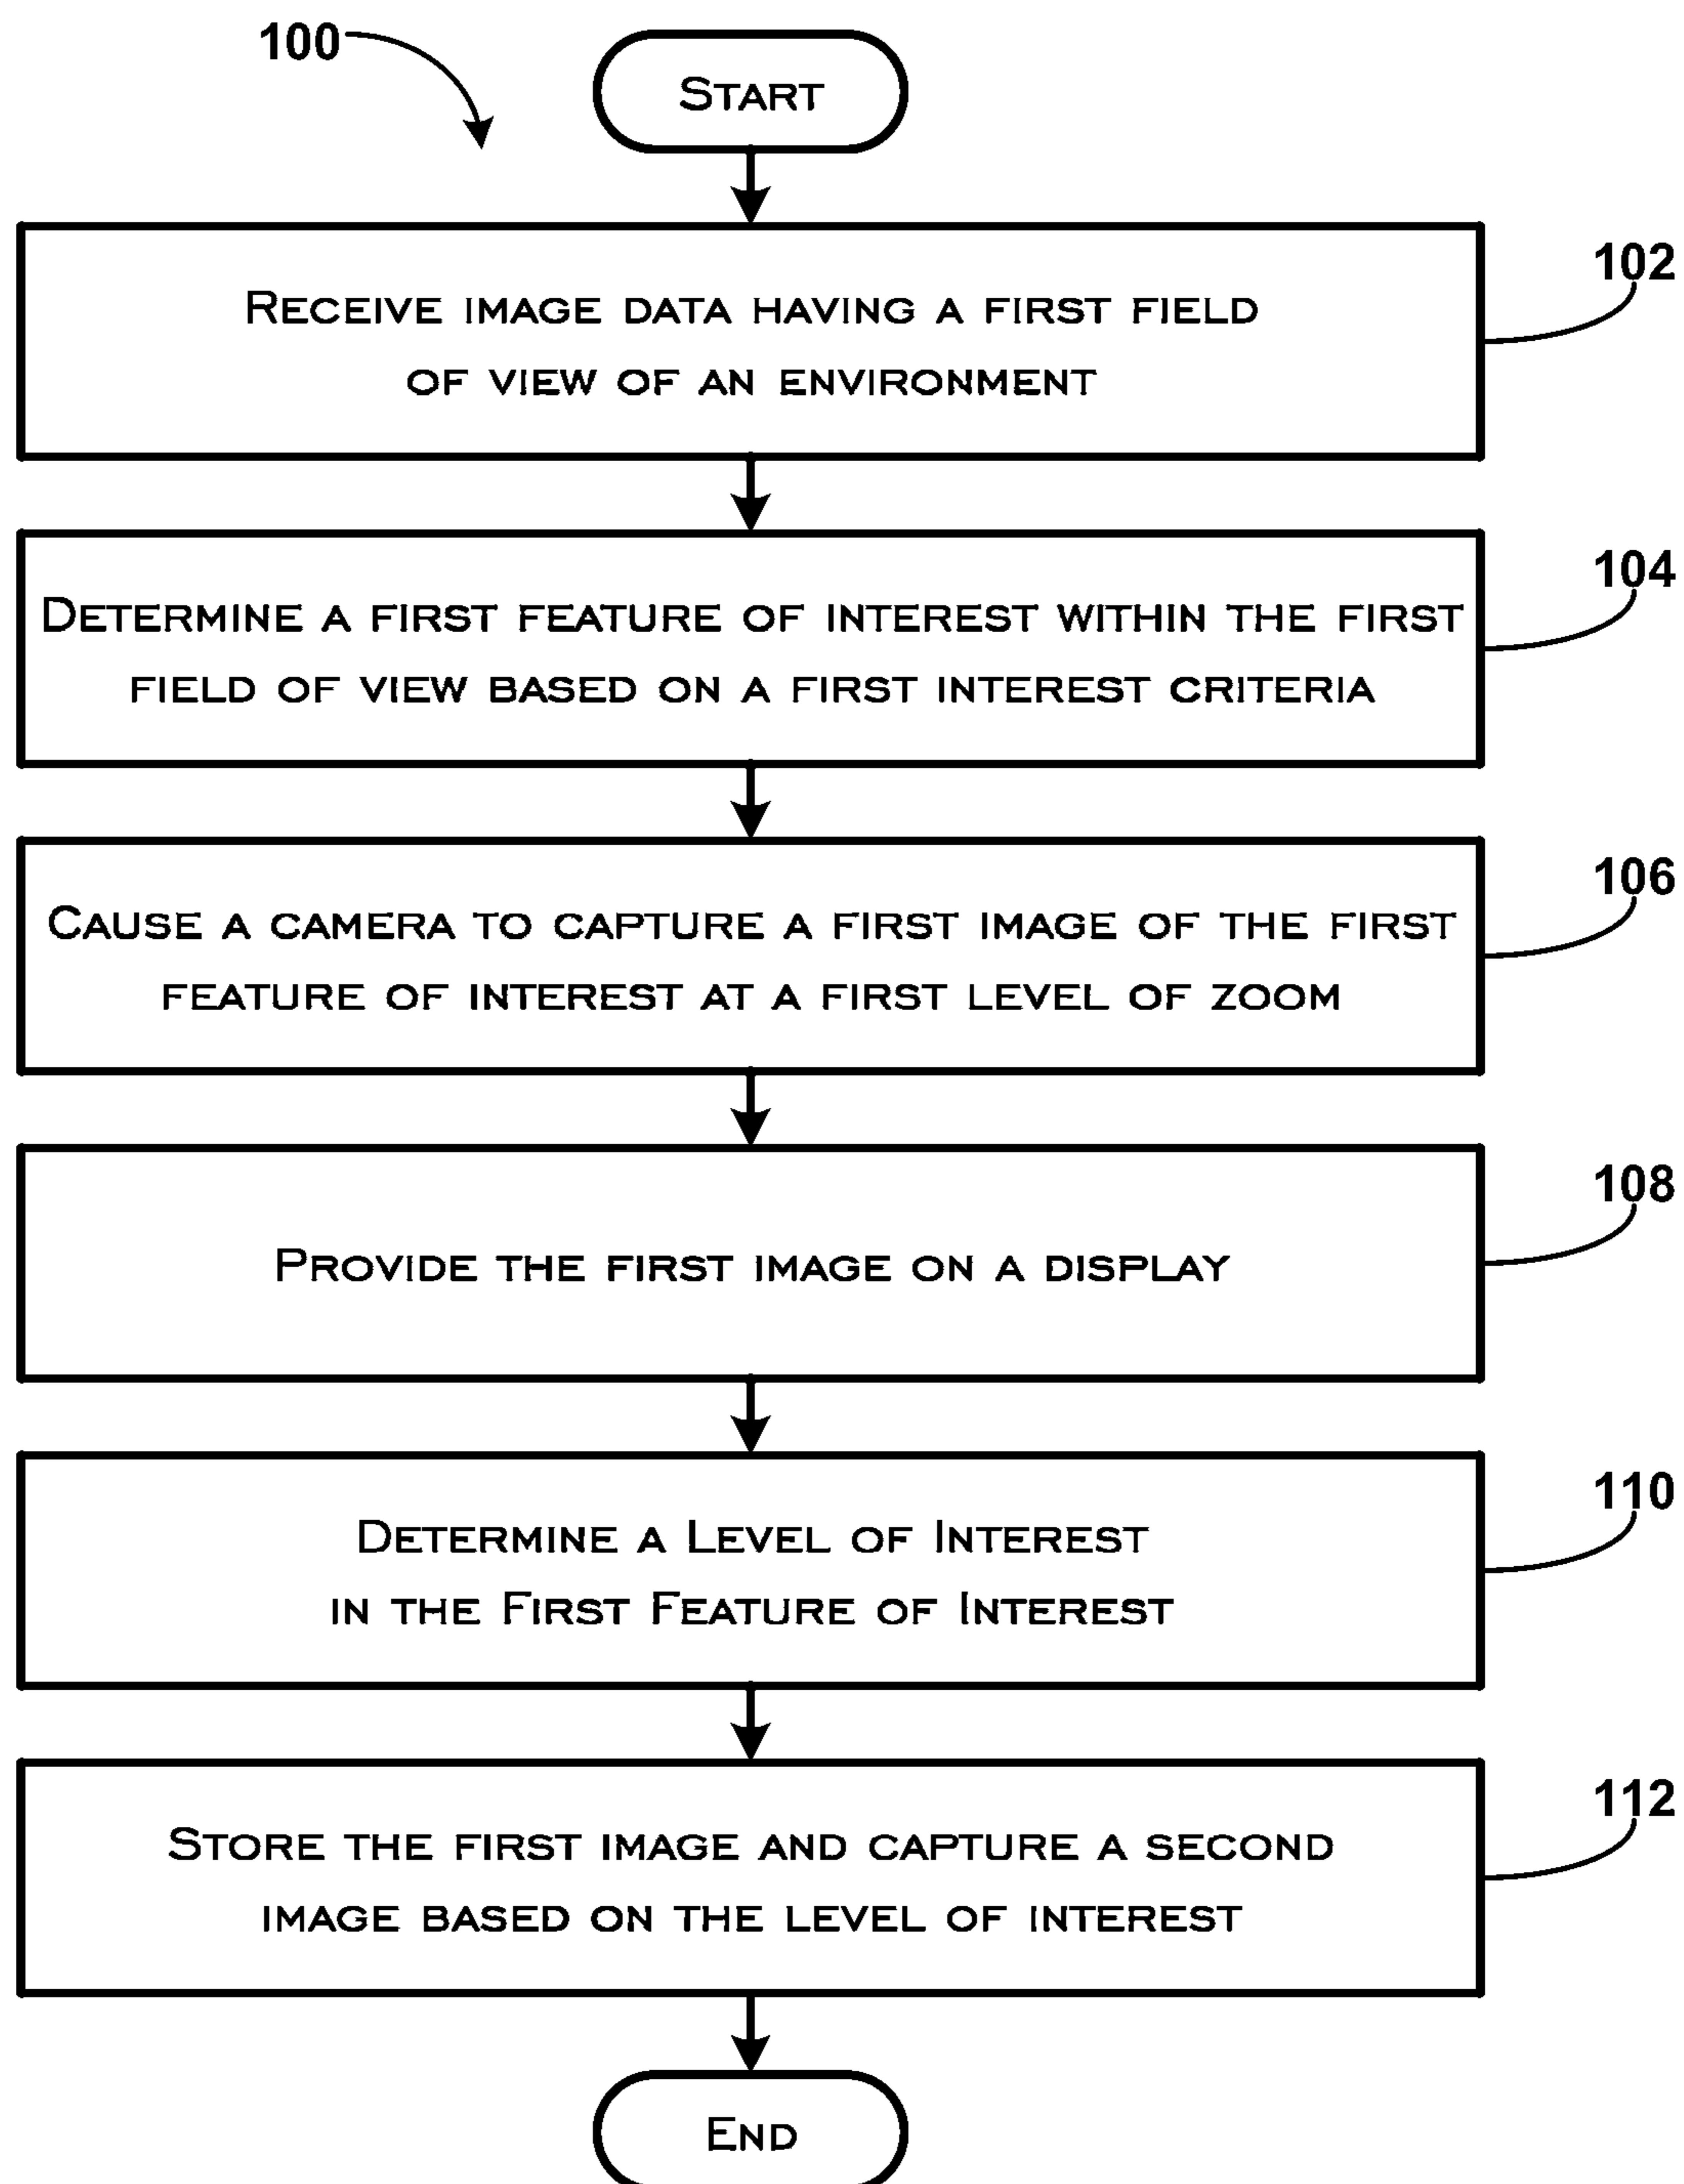 100
START
102
RECEIVE IMAGE DATA HAVING A FIRST FIELD
OF VIEW OF AN ENVIRONMENT
104
DETERMINE A FIRST FEATURE OF INTEREST WITHIN THE FIRST
FIELD OF VIEW BASED ON A FIRST INTEREST CRITERIA
106
CAUSE A CAMERA TO CAPTURE A FIRST IMAGE OF THE FIRST
FEATURE OF INTEREST AT A FIRST LEVEL OF ZOOM
108
PROVIDE THE FIRST IMAGE ON A DISPLAY
110
DETERMINE A LEVEL OF INTEREST
IN THE FIRST FEATURE OF INTEREST
112
STORE THE FIRST IMAGE AND CAPTURE A SECOND
IMAGE BASED ON THE LEVEL OF INTEREST
END